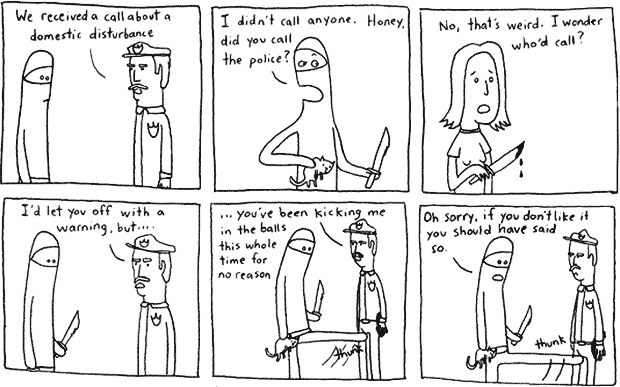 We received a call about a
domestic disturbance
I didn't call anyone. Honey,
did you call
the police?
No, that's weird. I wonder
who'd call?
I'd let you off with a
warning, but....
...you've been kicking me
in the balls
this whole
time for
no reason
thunk
Oh sorry, if you don't like it
you should have said
so.
thunk